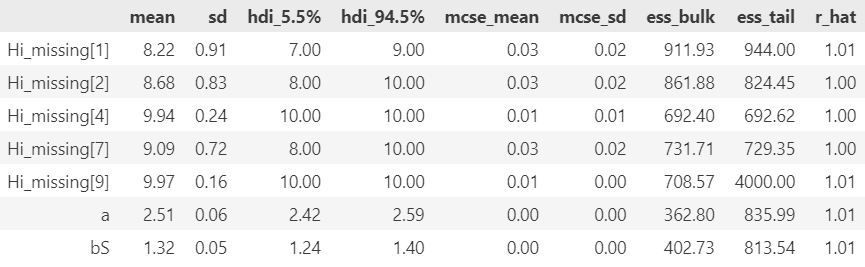 mean sd hdi_5.5% hdi_94.5% mcse_mean mcse_sd ess_bulk ess_tail r_hat
Hi_missing[1] 8.22 0.91 7.00 9.00 0.03 0.02 911.93 944.00 1.01
Hi_missing[2] 8.68 0.83 8.00 10.00 0.03 0.02 861.88 824.45 1.00
Hi_missing[4] 9.94 0.24 10.00 10.00 0.01 0.01 692.40 692.62 1.00
Hi_missing[7] 9.09 0.72 8.00 10.00 0.03 0.02 731.71 729.35 1.00
Hi_missing[9] 9.97 0.16 10.00 10.00 0.01 0.00 708.57 4000.00 1.01
a 2.51 0.06 2.42 2.59 0.00 0.00 362.80 835.99 1.01
bS 1.32 0.05 1.24 1.40 0.00 0.00 402.73 813.54 1.01